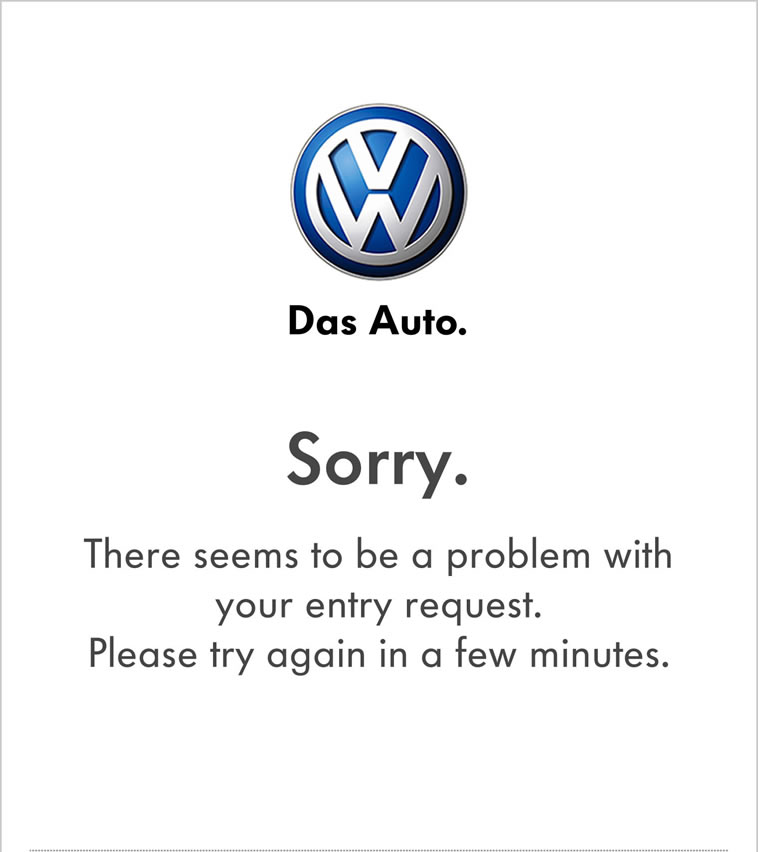 Das Auto.
Sorry.
There seems to be a problem with
your entry request.
Please try again in a few minutes.